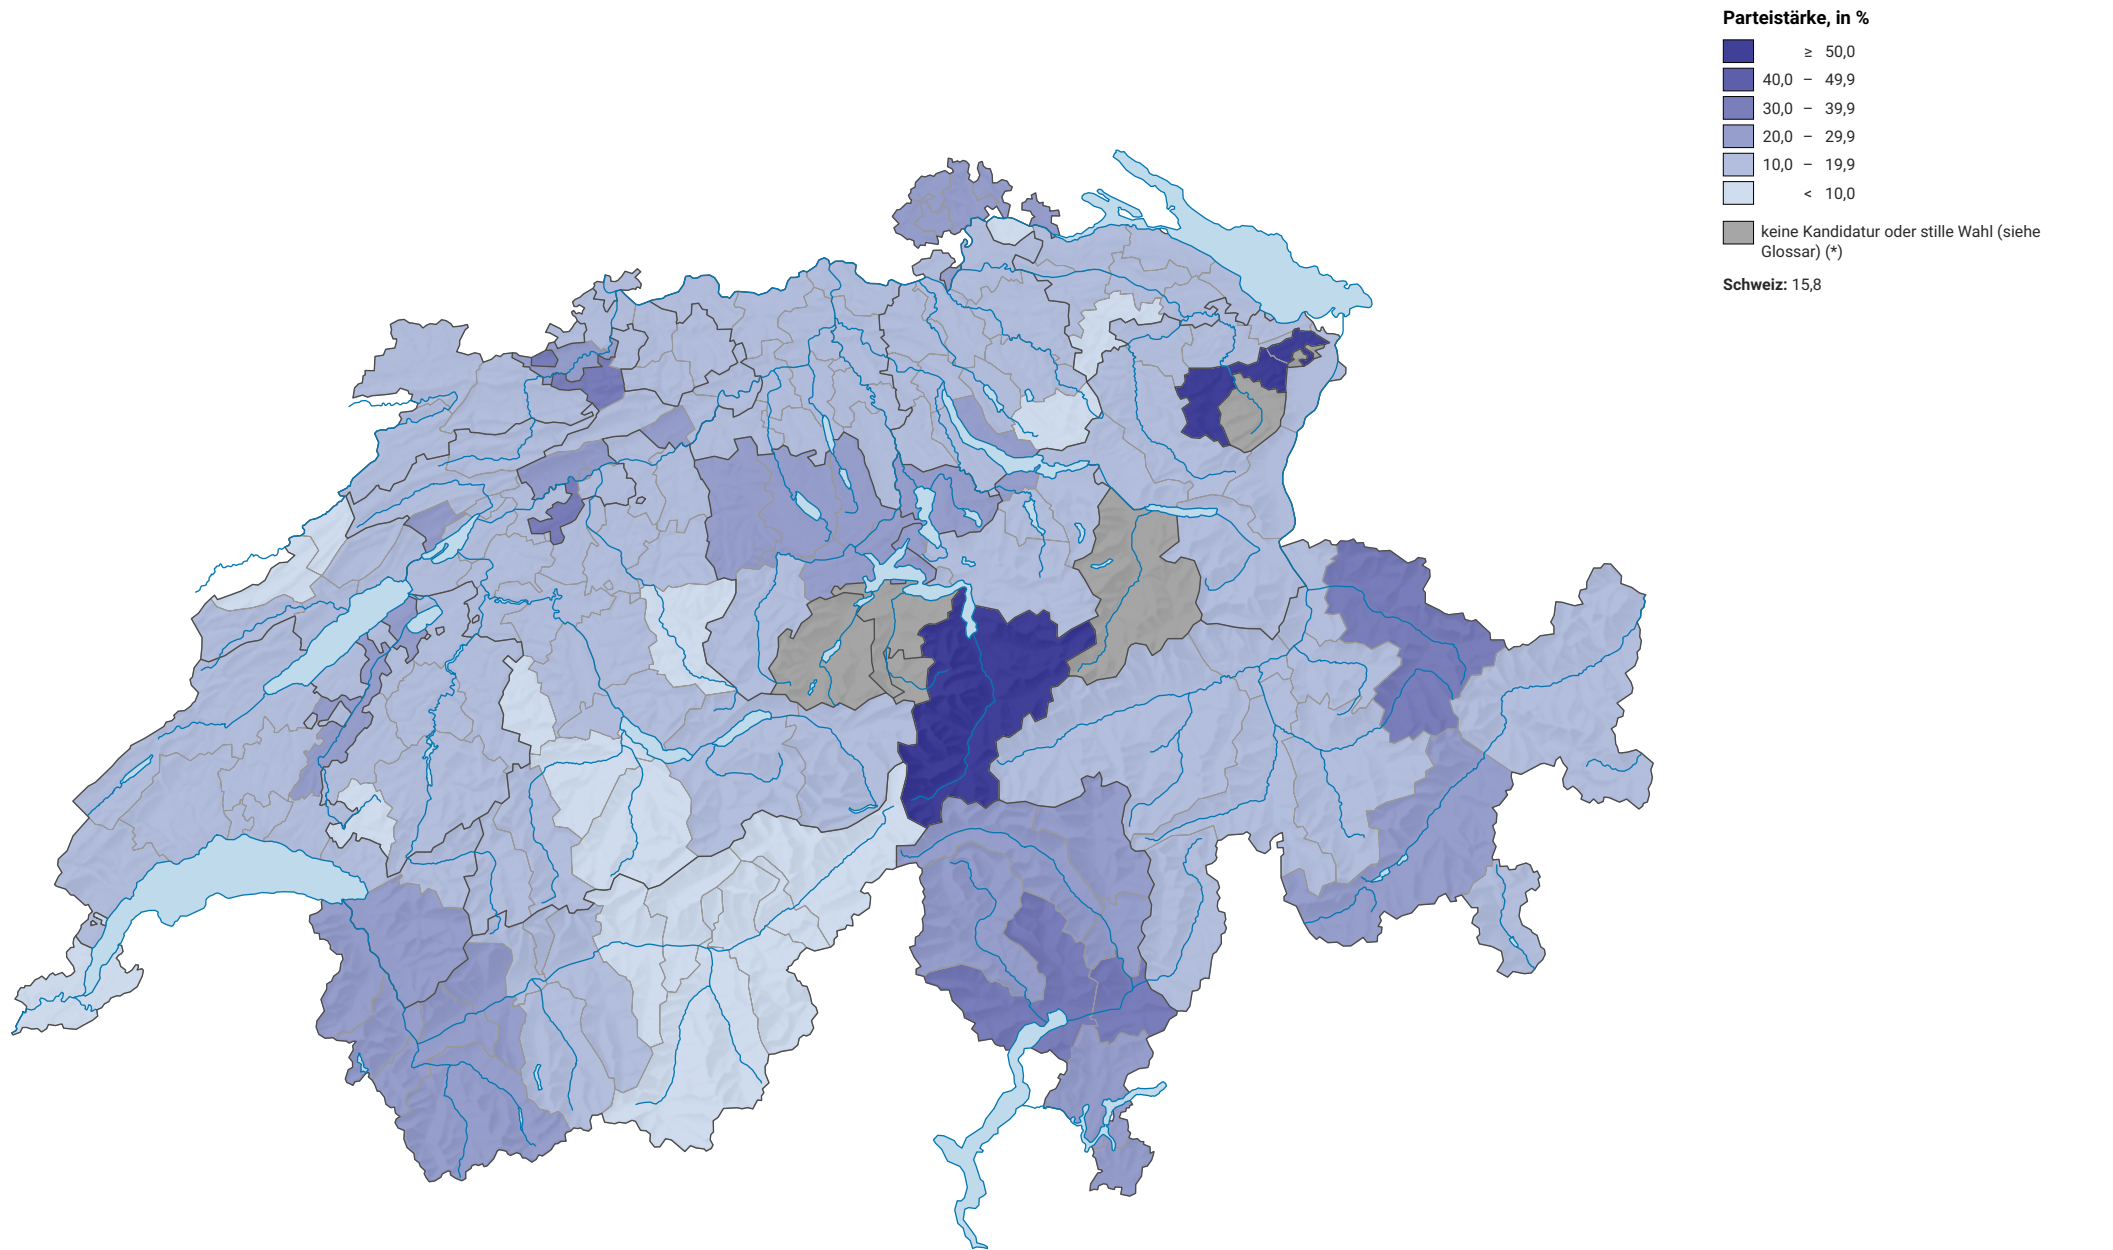 Parteistärke, in %
≥ 50,0
40,0 – 49,9
30,0 – 39,9
20,0 – 29,9
10,0 – 19,9
< 10,0
keine Kandidatur oder stille Wahl (siehe
Glossar) (*)
Schweiz: 15,8